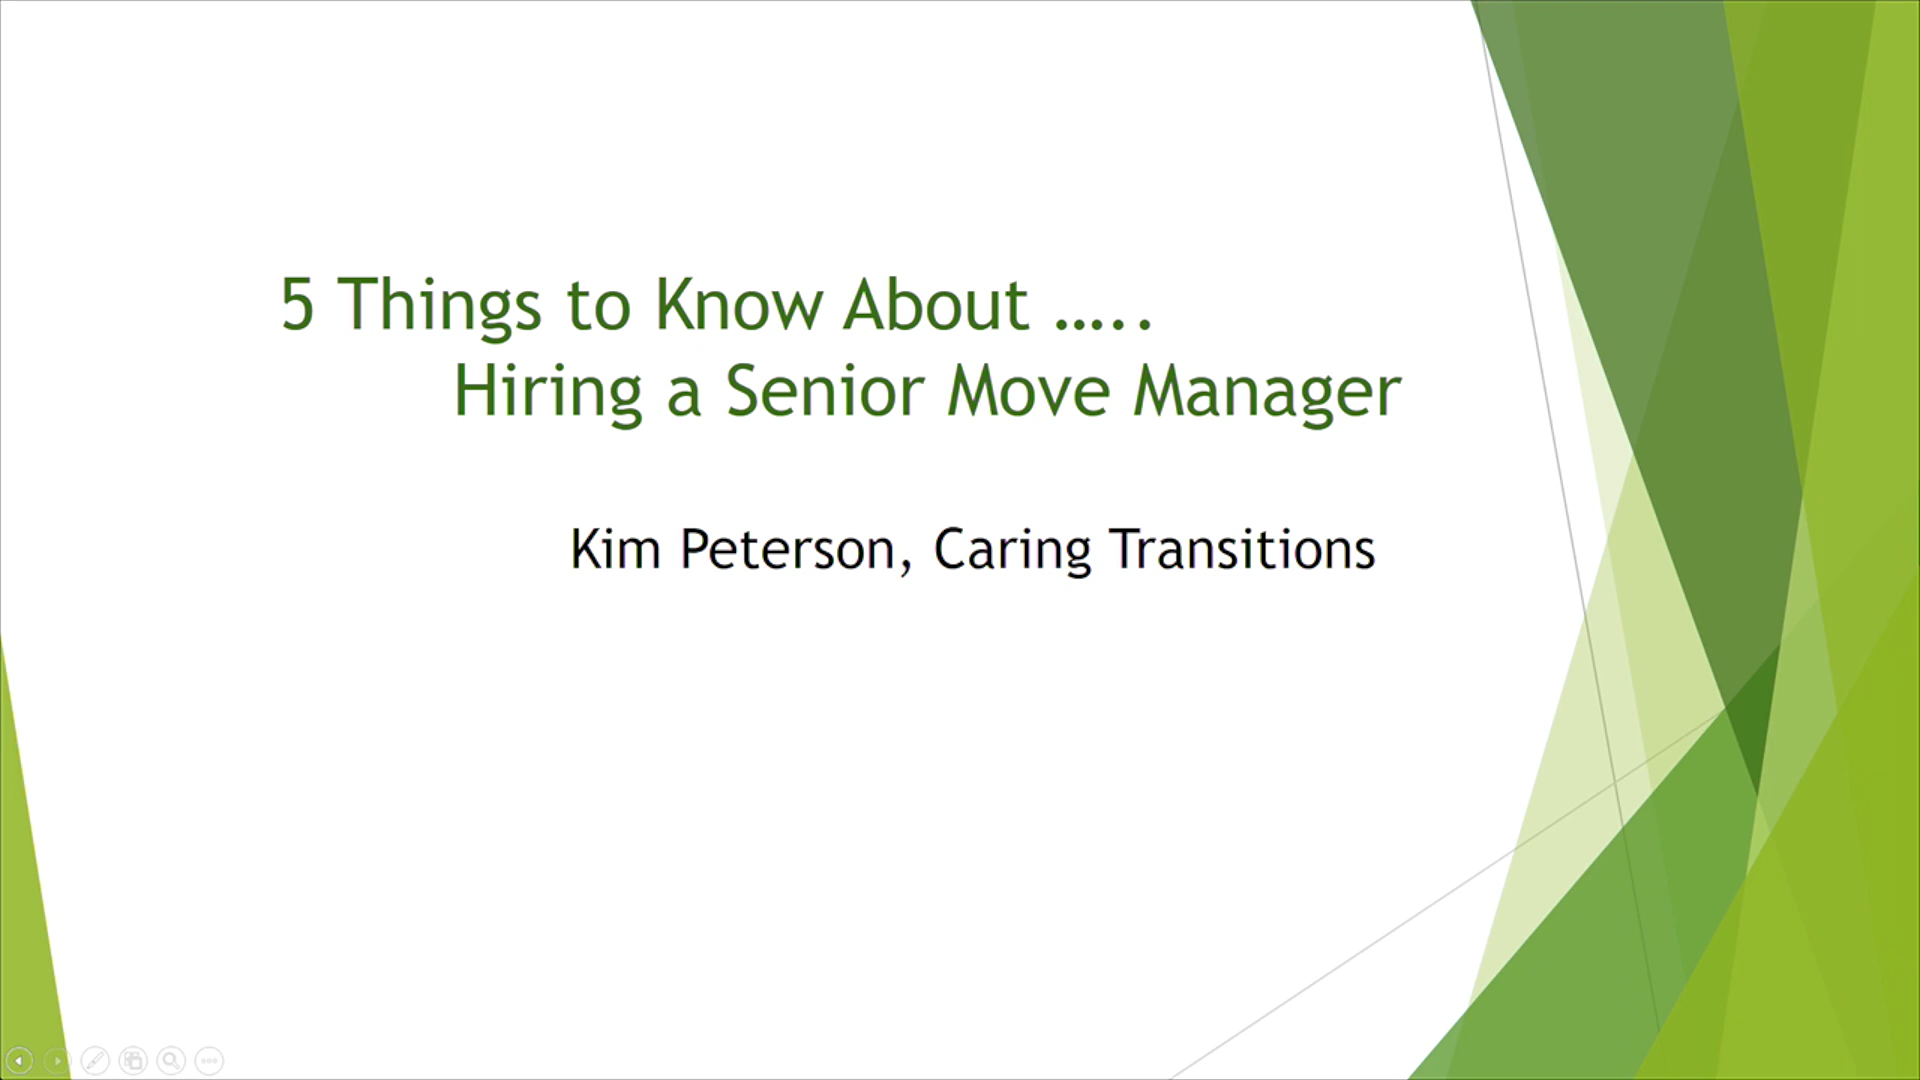 5 Things to Know About …..
Hiring a Senior Move Manager
Kim Peterson, Caring Transitions